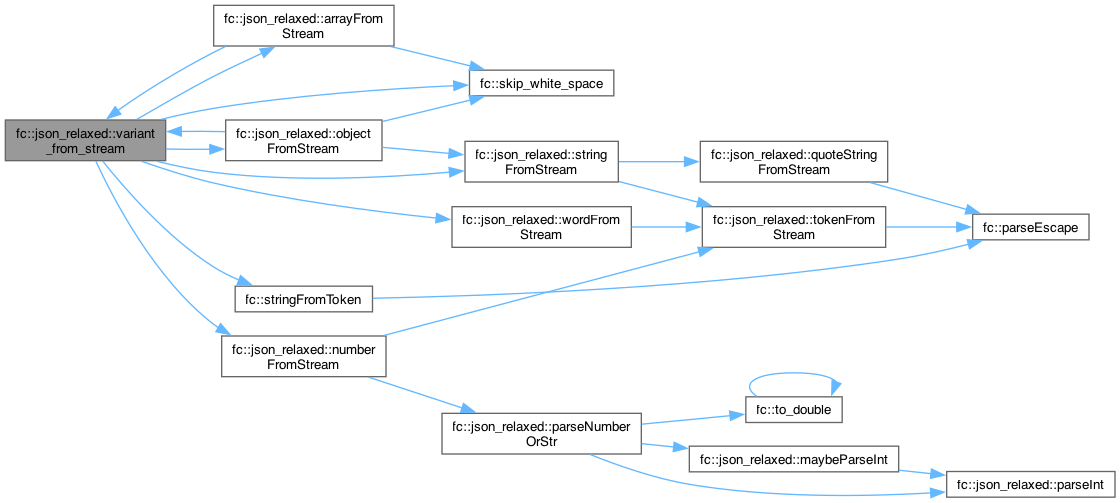 fc::json_relaxed::arrayFrom
Stream
fc::skip_white_space
fc::json_relaxed::variant
_from_stream
fc::json_relaxed::object
FromStream
fc::json_relaxed::string
FromStream
fc::json_relaxed::quoteString
FromStream
fc::json_relaxed::wordFrom
Stream
fc::json_relaxed::tokenFrom
Stream
fc::parseEscape
fc::stringFromToken
fc::json_relaxed::number
FromStream
fc::to_double
fc::json_relaxed::parseNumber
OrStr
fc::json_relaxed::maybeParseInt
fc::json_relaxed::parseInt